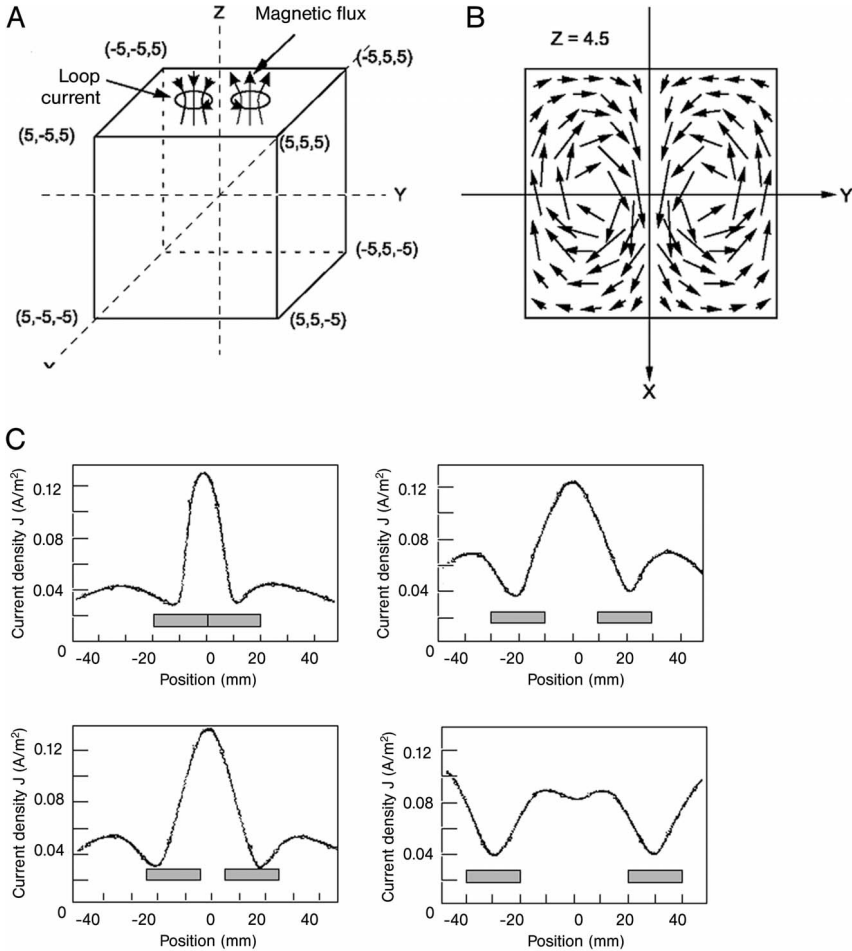 A
Z
Magnetic flux
(-5,-5,5)
(-5,5,5)
Loop
current
(5,-5,5)
(5,5,5)
Y
(-5,5,-5)
(5,-5,-5)
(5,5,-5)
X
B
Z = 4.5
Y
X
C
Current density J (A/m²)
0.12
0.08
0.04
0
-40 -20 0 20 40
Position (mm)
Current density J (A/m²)
0.12
0.08
0.04
0
-40 -20 0 20 40
Position (mm)
Current density J (A/m²)
0.12
0.08
0.04
0
-40 -20 0 20 40
Position (mm)
Current density J (A/m²)
0.12
0.08
0.04
0
-40 -20 0 20 40
Position (mm)